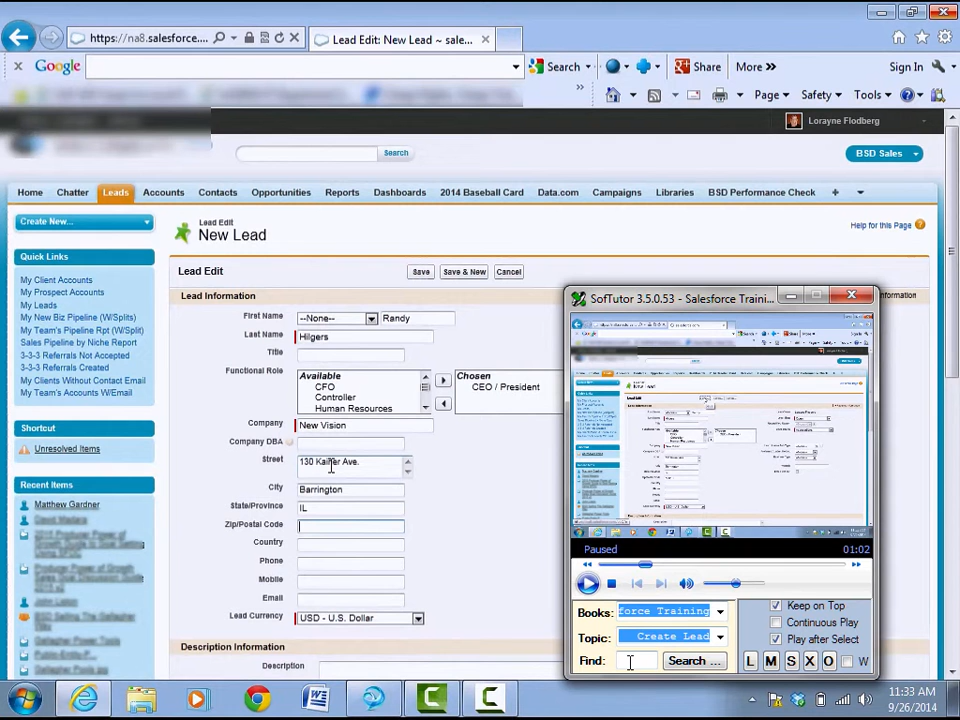 https://na8.salesforce....
Lead Edit: New Lead ~ sale...
Google
Search
Share
More »
Sign In
Page
Safety
Tools
Lorayne Flodberg
Search
BSD Sales
Home
Chatter
Leads
Accounts
Contacts
Opportunities
Reports
Dashboards
2014 Baseball Card
Data.com
Campaigns
Libraries
BSD Performance Check
+
Create New...
Lead Edit
New Lead
Help for this Page
Quick Links
My Client Accounts
My Prospect Accounts
My Leads
My New Biz Pipeline (W/Splits)
My Team's Pipeline Rpt (W/Split)
Sales Pipeline by Niche Report
3-3-3 Referrals Not Accepted
3-3-3 Referrals Created
My Clients Without Contact Email
My Team's Accounts W/Email
Shortcut
Unresolved Items
Recent Items
Matthew Gardner
Lead Edit
Save
Save & New
Cancel
Lead Information
First Name
--None--
Randy
Last Name
Hilgers
Title
Functional Role
Available
CFO
Controller
Human Resources
Chosen
CEO / President
Company
New Vision
Company DBA
Street
130 Ave.
City
Barrington
State/Province
IL
Zip/Postal Code
Country
Phone
Mobile
Email
Lead Currency
USD - U.S. Dollar
Description Information
Description
SofTutor 3.5.0.53 - Salesforce Traini...
Paused
01:02
Books:
force Training
Topic:
Create Lead
Find:
Search ...
Keep on Top
Continuous Play
Play after Select
L M S X O
W
11:33 AM
9/26/2014